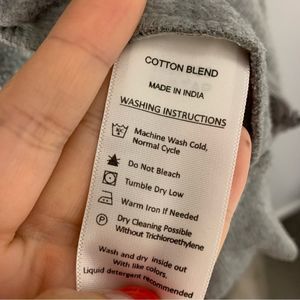 COTTON BLEND
MADE IN INDIA
WASHING INSTRUCTIONS
Machine Wash Cold,
Normal Cycle
Do Not Bleach
Tumble Dry Low
Warm Iron If Needed
P
Dry Cleaning Possible
Without Trichloroethylene
Wash and dry inside out
With like colors.
Liquid detergent recommended